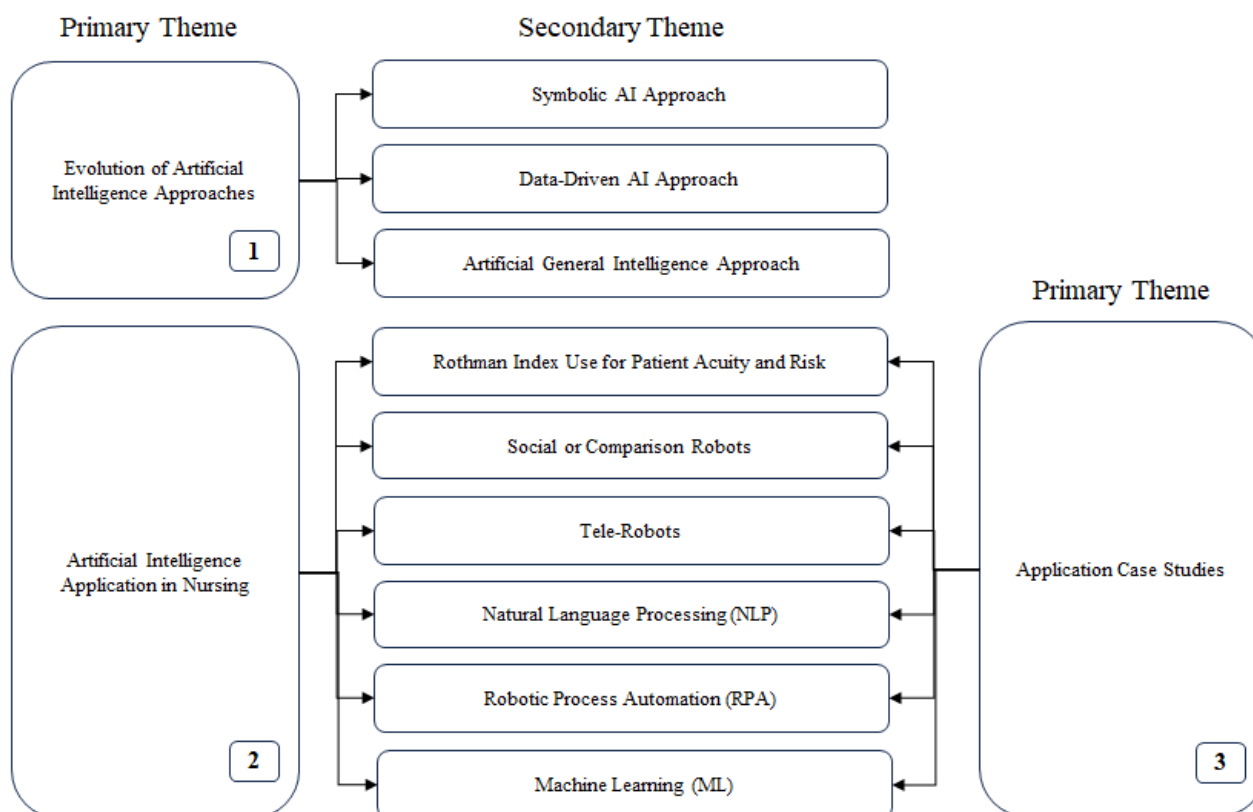 Primary Theme
Secondary Theme
Evolution of Artificial
Intelligence Approaches
1
Symbolic AI Approach
Data-Driven AI Approach
Artificial General Intelligence Approach
Primary Theme
Artificial Intelligence
Application in Nursing
2
Rothman Index Use for Patient Acuity and Risk
Social or Comparison Robots
Tele-Robots
Natural Language Processing (NLP)
Robotic Process Automation (RPA)
Machine Learning (ML)
Application Case Studies
3